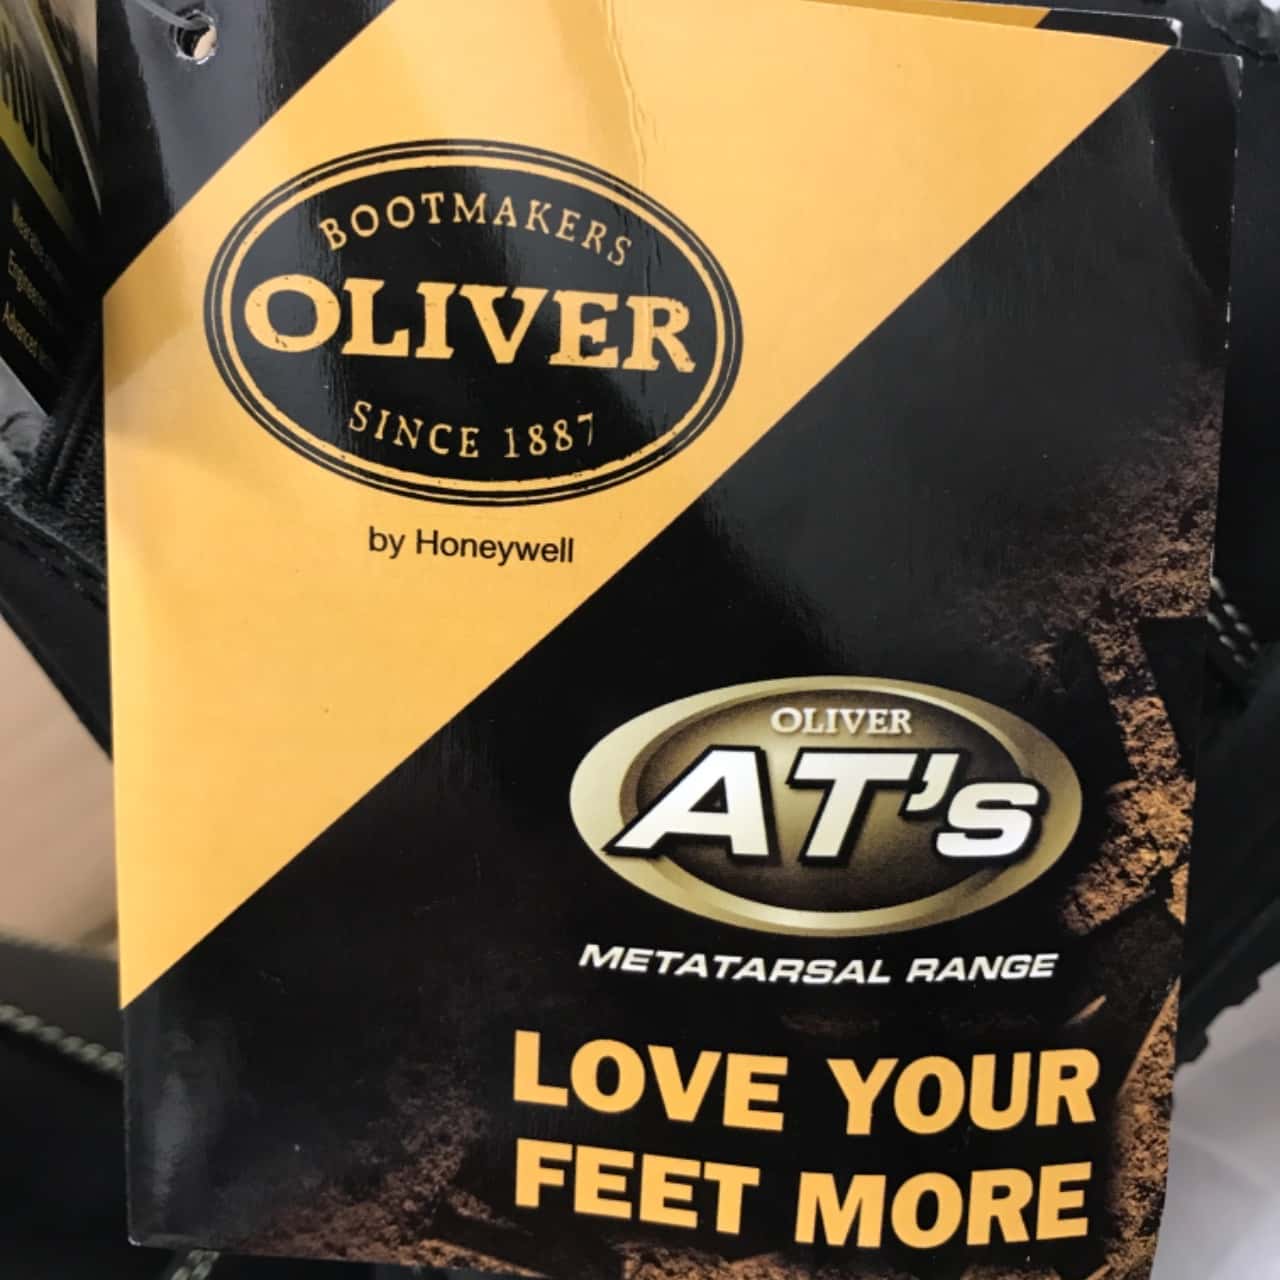 BOOTMAKERS
OLIVER
SINCE 1887
by Honeywell
OLIVER
AT's
METATARSAL RANGE
LOVE YOUR
FEET MORE